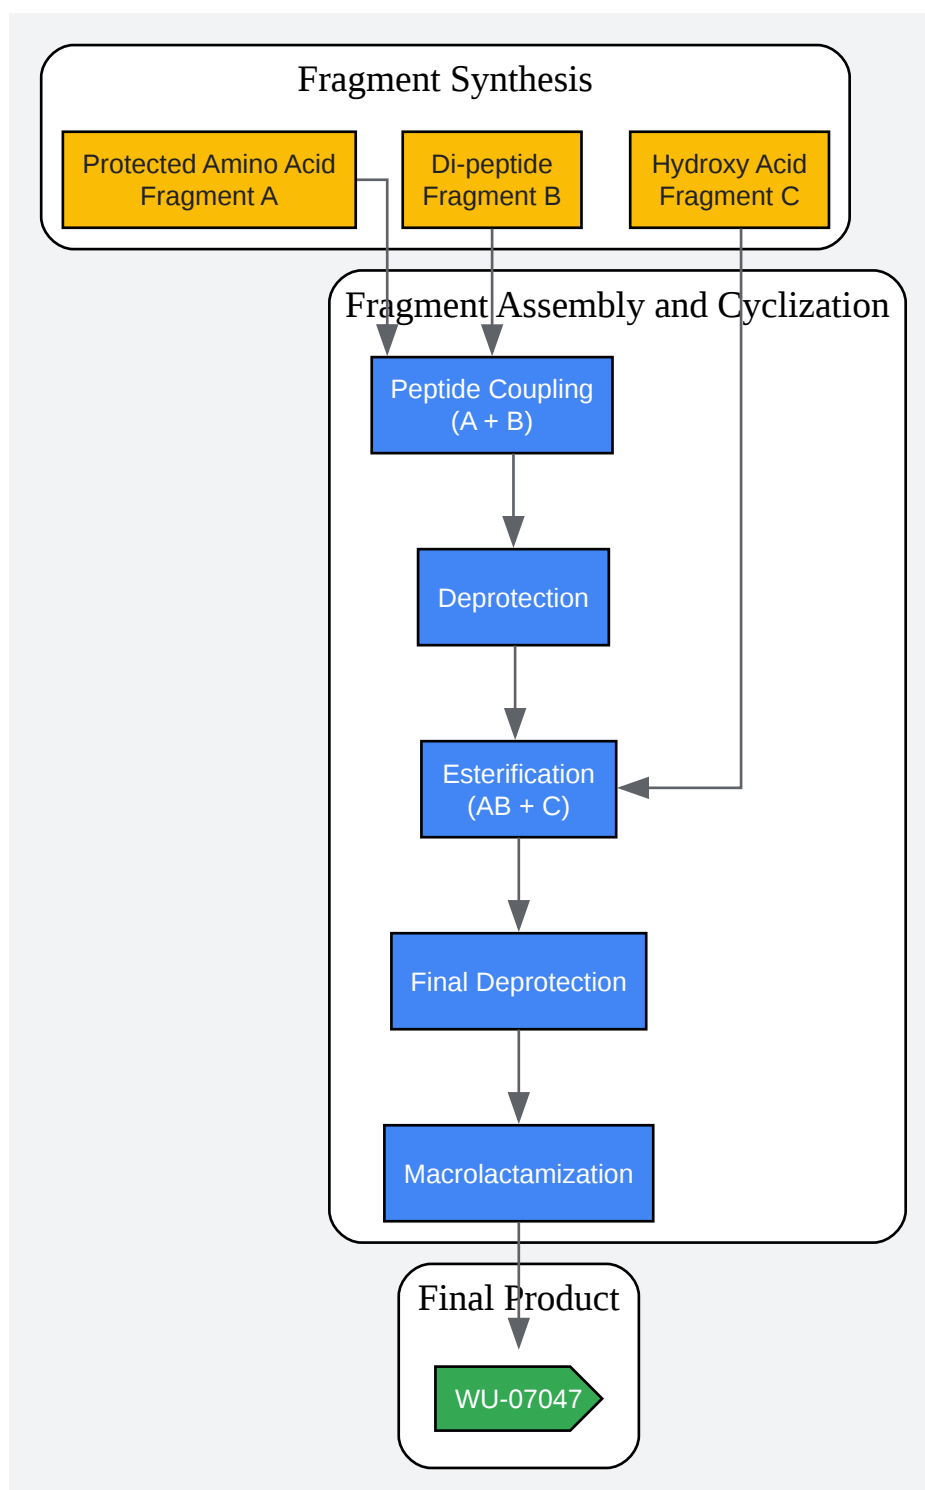 Fragment Synthesis
Protected Amino Acid
Fragment A
Di-peptide
Fragment B
Hydroxy Acid
Fragment C
Fragment Assembly and Cyclization
Peptide Coupling
(A + B)
Deprotection
Esterification
(AB + C)
Final Deprotection
Macrolactamization
Final Product
WU-07047